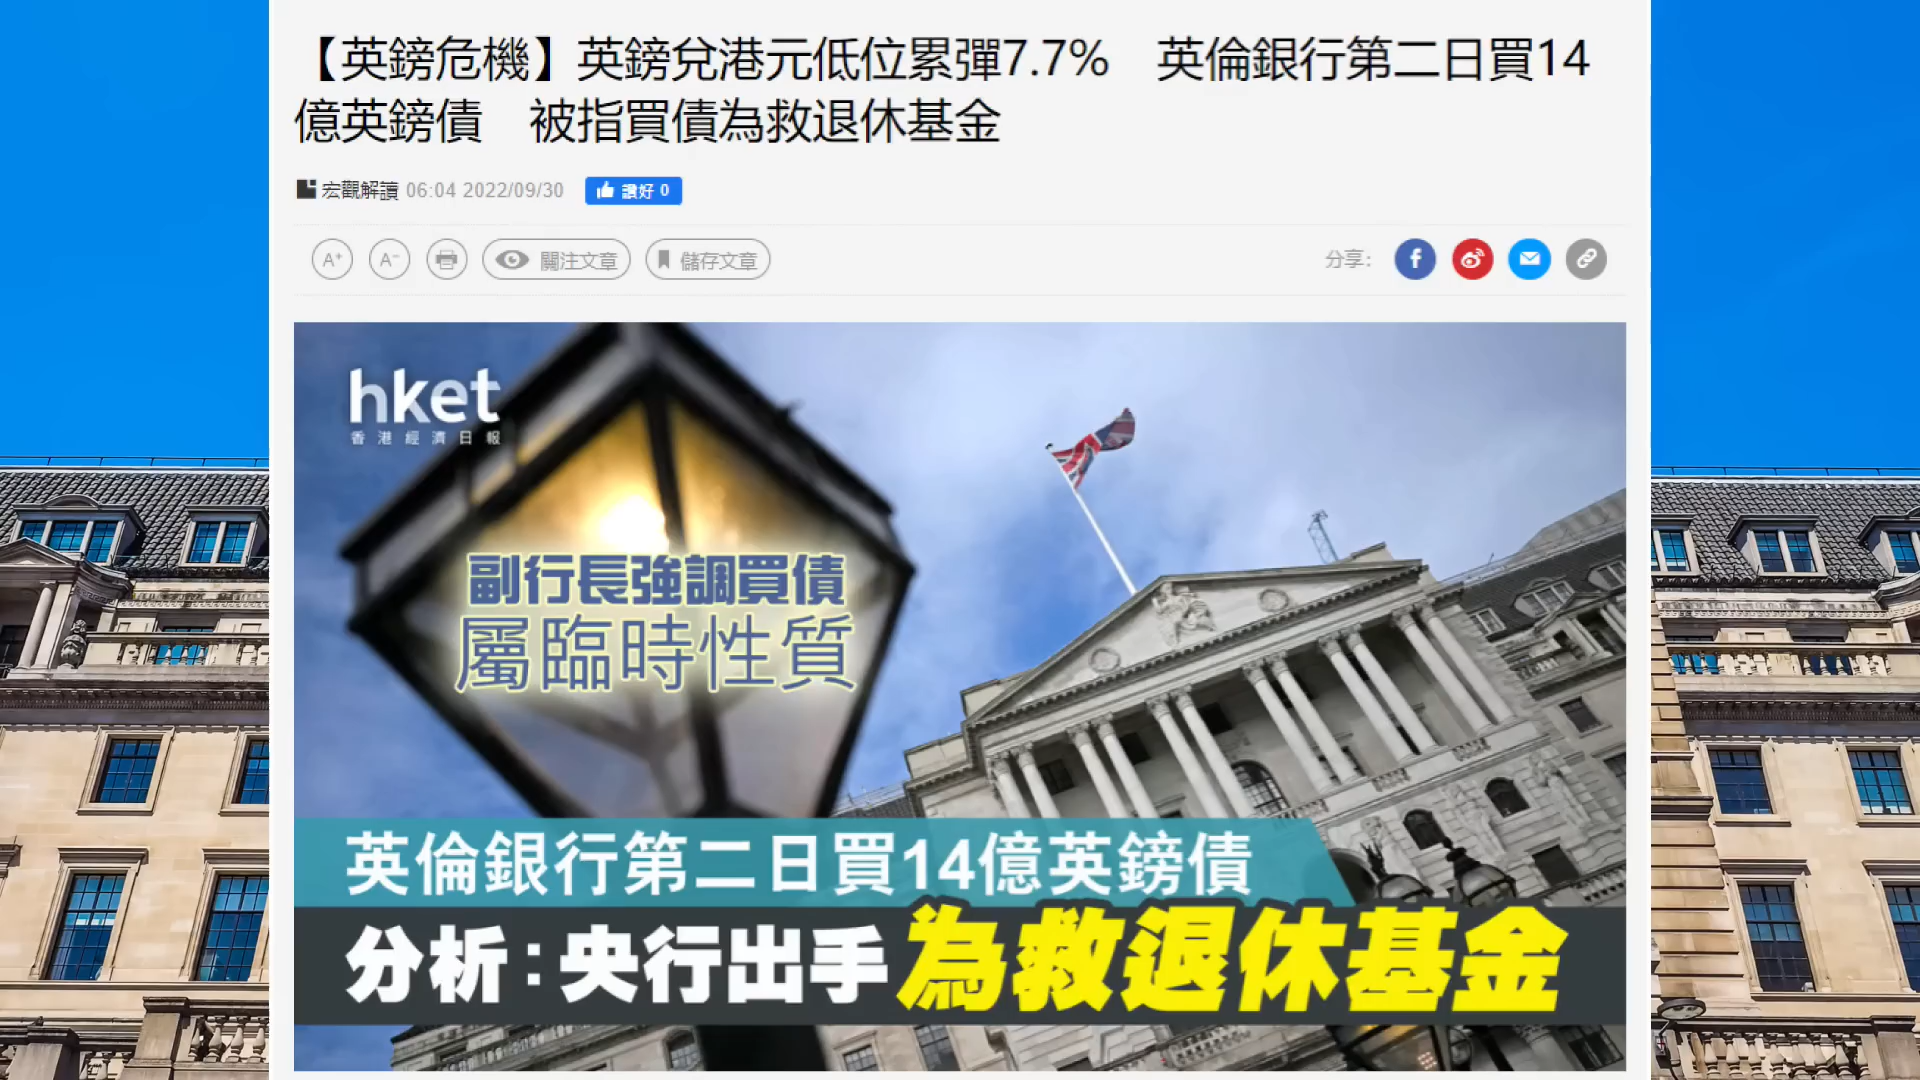 【英鎊危機】英鎊兌港元低位累彈7.7%　英倫銀行第二日買14
億英鎊債　被指買債為救退休基金
宏觀解讀 06:04 2022/09/30 讚好 0
A+ A− 關注文章 儲存文章 分享:
hket
香港經濟日報
副行長強調買債
屬臨時性質
英倫銀行第二日買14億英鎊債
分析：央行出手為救退休基金